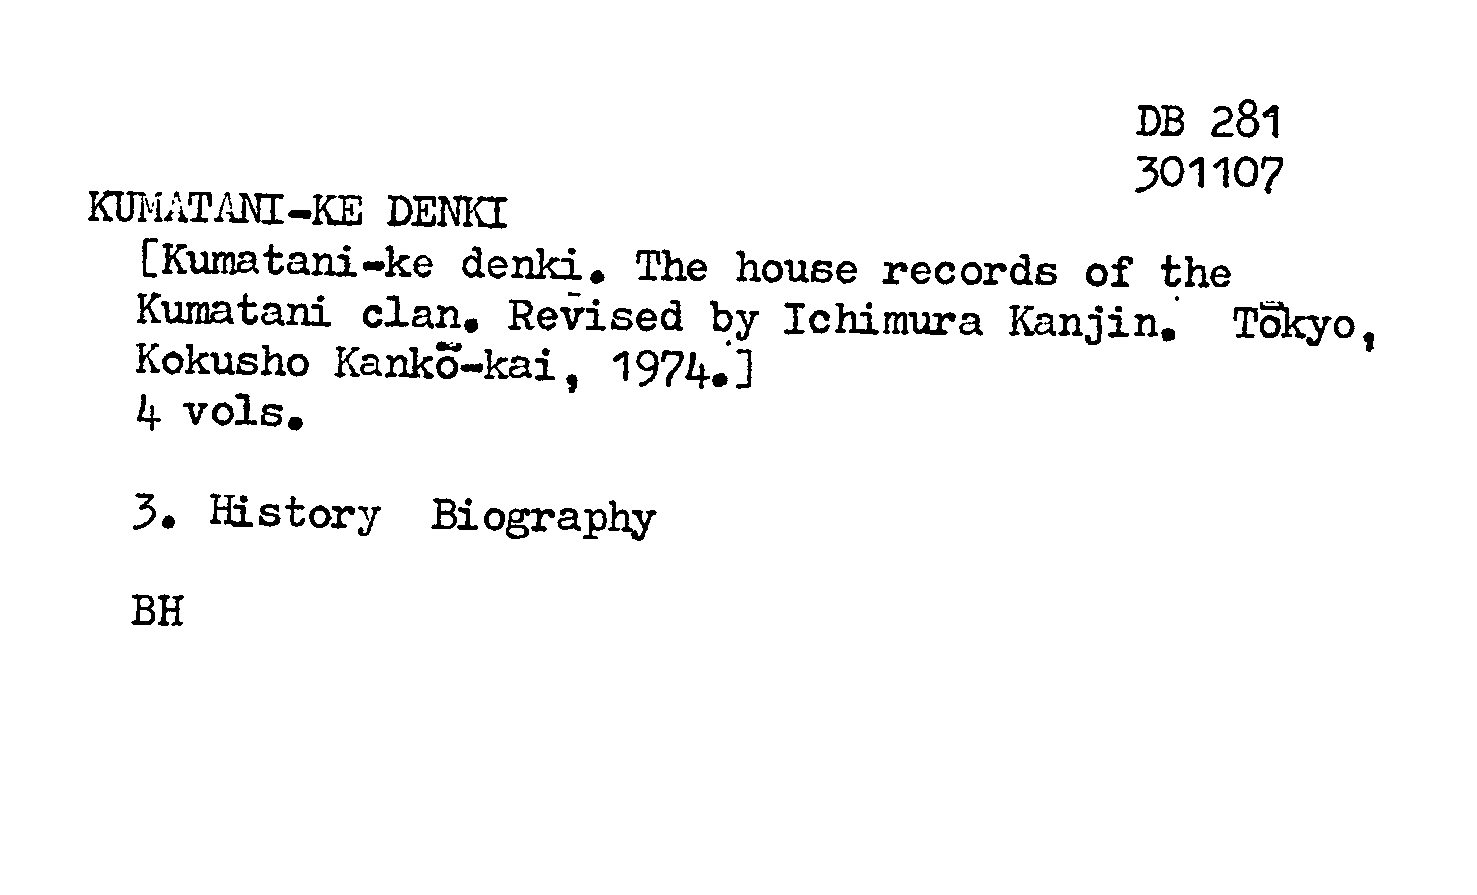 DB 281
301107
KUMATANI-KE DENKI
[Kumatani-ke denki. The house records of the
Kumatani clan. Revised by Ichimura Kanjin. Tōkyo,
Kokusho Kankō-kai, 1974.]
4 vols.
3. History Biography
BH